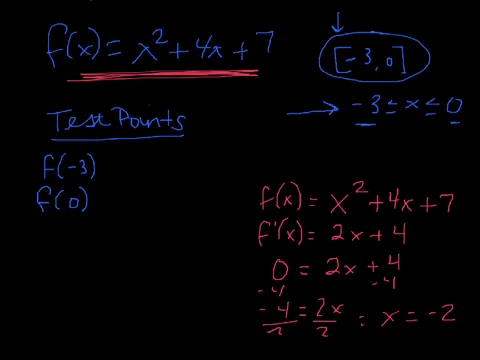 f(x) = x² + 4x + 7
[-3, 0]
-3 ≤ x ≤ 0
Test Points
f(-3)
f(0)
f(x) = x² + 4x + 7
f'(x) = 2x + 4
0 = 2x + 4
-4 -4
-4/2 = 2x/2 : x = -2